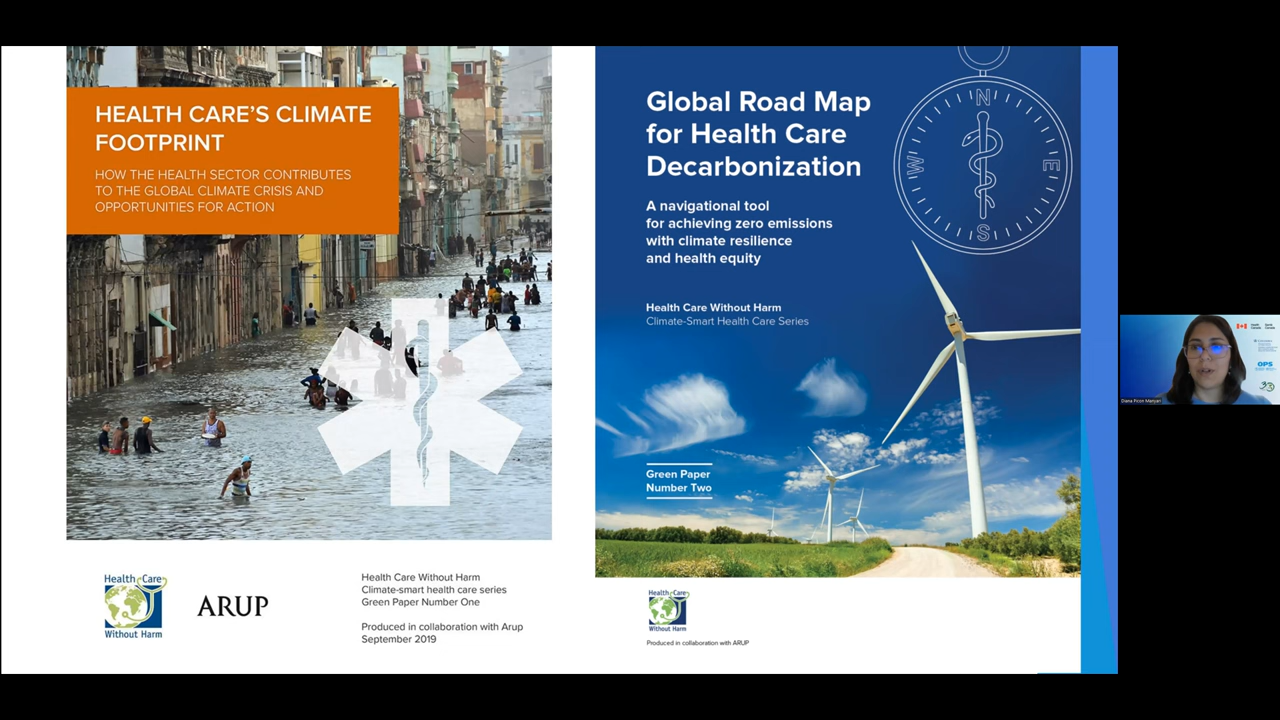 HEALTH CARE'S CLIMATE
FOOTPRINT
HOW THE HEALTH SECTOR CONTRIBUTES
TO THE GLOBAL CLIMATE CRISIS AND
OPPORTUNITIES FOR ACTION
Health Care
Without Harm
ARUP
Health Care Without Harm
Climate-smart health care series
Green Paper Number One
Produced in collaboration with Arup
September 2019
Global Road Map
for Health Care
Decarbonization
A navigational tool
for achieving zero emissions
with climate resilience
and health equity
Health Care Without Harm
Climate-Smart Health Care Series
N
W
E
S
Green Paper
Number Two
Health Care
Without Harm
Produced in collaboration with ARUP
OPS